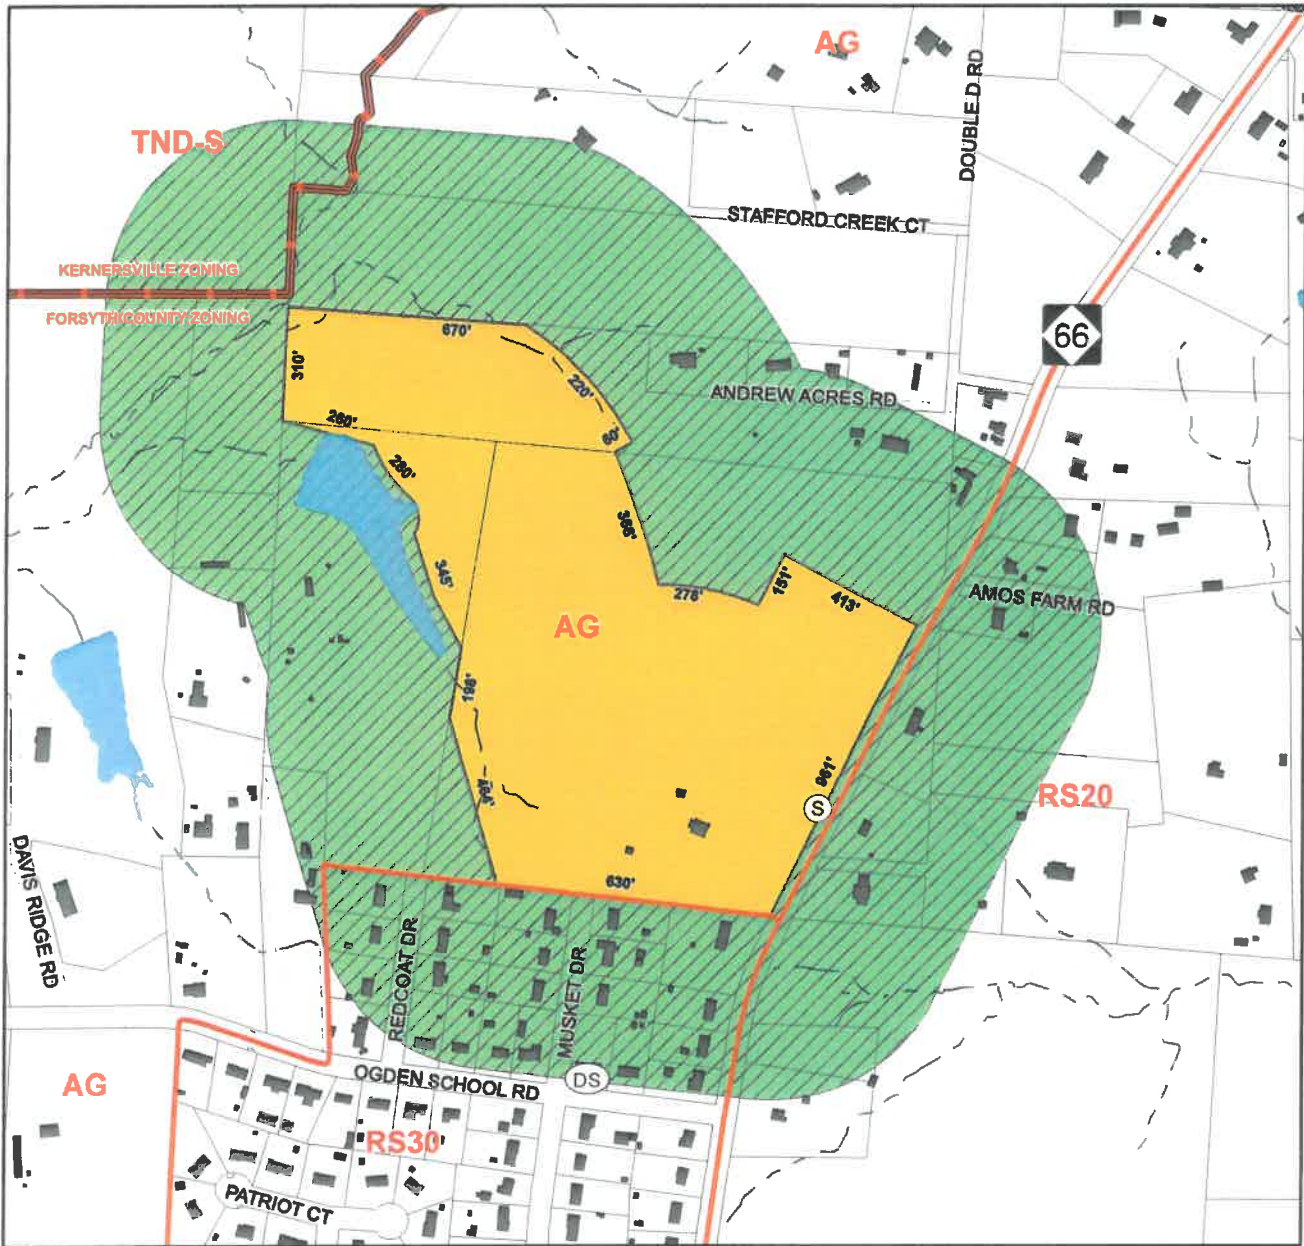 AG
DOUBLE D RD
TND-S
STAFFORD CREEK CT
KERNERSVILLE ZONING
FORSYTH COUNTY ZONING
66
670'
310'
220'
ANDREW ACRES RD
260'
60'
280'
345'
278'
151'
413'
AMOS FARM RD
AG
198'
961'
S
RS20
630'
DAVIS RIDGE RD
REDCOAT DR
MUSKET DR
OGDEN SCHOOL RD
DS
AG
RS30
PATRIOT CT